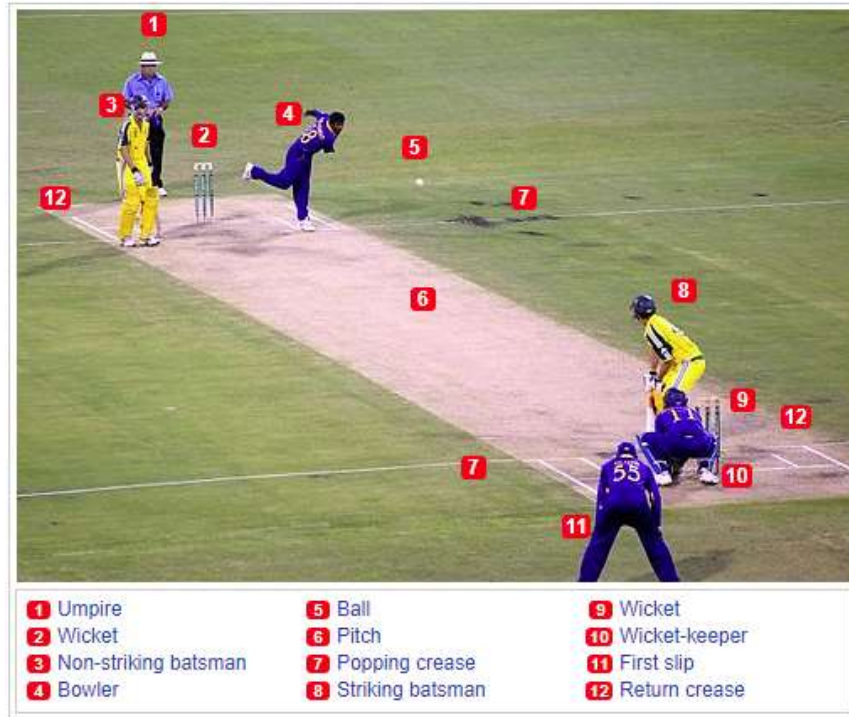 1
3
4
2
5
12
7
6
8
9
12
7
10
11
11
55
1 Umpire
2 Wicket
3 Non-striking batsman
4 Bowler
5 Ball
6 Pitch
7 Popping crease
8 Striking batsman
9 Wicket
10 Wicket-keeper
11 First slip
12 Return crease